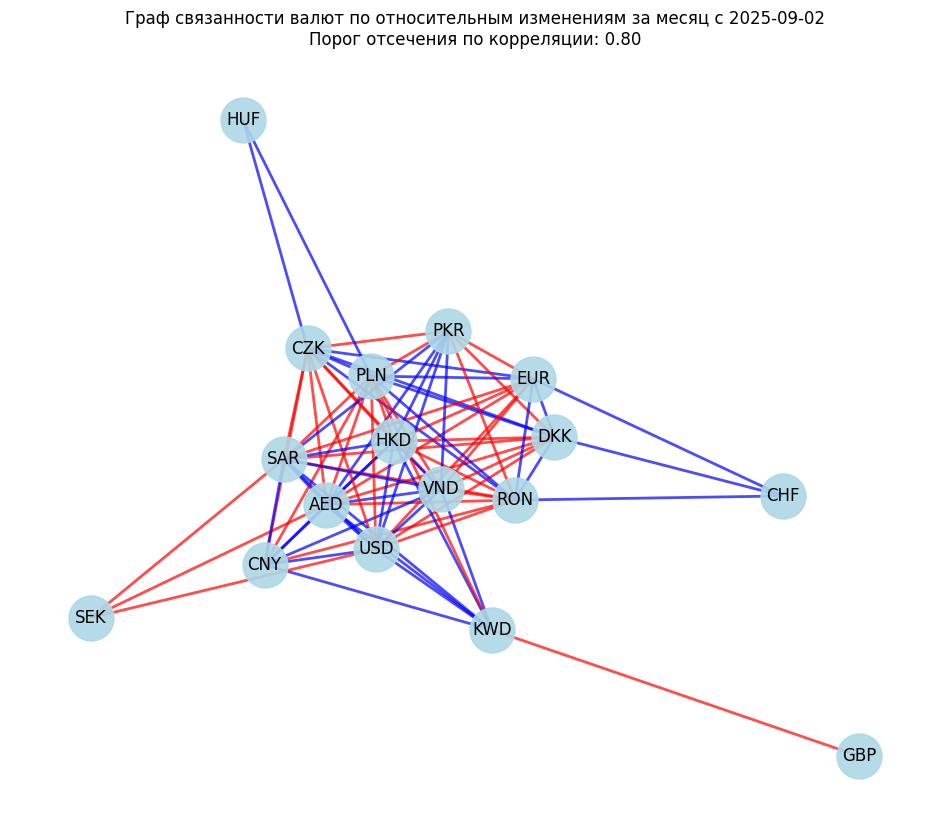 Граф связанности валют по относительным изменениям за месяц с 2025-09-02
Порог отсечения по корреляции: 0.80
HUF
PKR
CZK
PLN
EUR
DKK
HKD
SAR
VND
CHF
RON
AED
USD
CNY
SEK
KWD
GBP